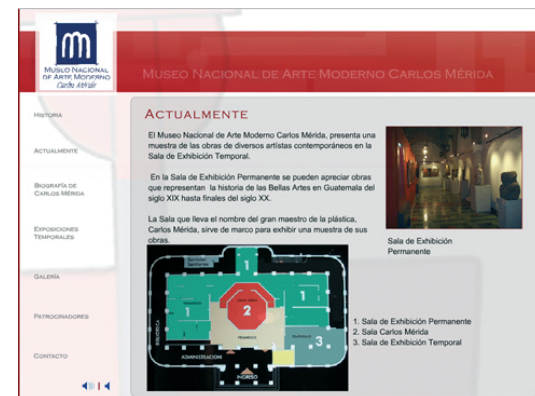 MUSEO NACIONAL
DE ARTE MODERNO
Carlos Mérida
MUSEO NACIONAL DE ARTE MODERNO CARLOS MÉRIDA
HISTORIA
ACTUALMENTE
BIOGRAFÍA DE
CARLOS MÉRIDA
EXPOSICIONES
TEMPORALES
GALERÍA
PATROCINADORES
CONTACTO
ACTUALMENTE
El Museo Nacional de Arte Moderno Carlos Mérida, presenta una
muestra de las obras de diversos artistas contemporáneos en la
Sala de Exhibición Temporal.
En la Sala de Exhibición Permanente se pueden apreciar obras
que representan la historia de las Bellas Artes en Guatemala del
siglo XIX hasta finales del siglo XX.
La Sala que lleva el nombre del gran maestro de la plástica,
Carlos Mérida, sirve de marco para exhibir una muestra de sus
obras.
Sala de Exhibición
Permanente
Servicios
Sanitarios
1
1
1
2
3
BIBLIOTECA
ADMINISTRACION
INGRESO
1. Sala de Exhibición Permanente
2. Sala Carlos Mérida
3. Sala de Exhibición Temporal